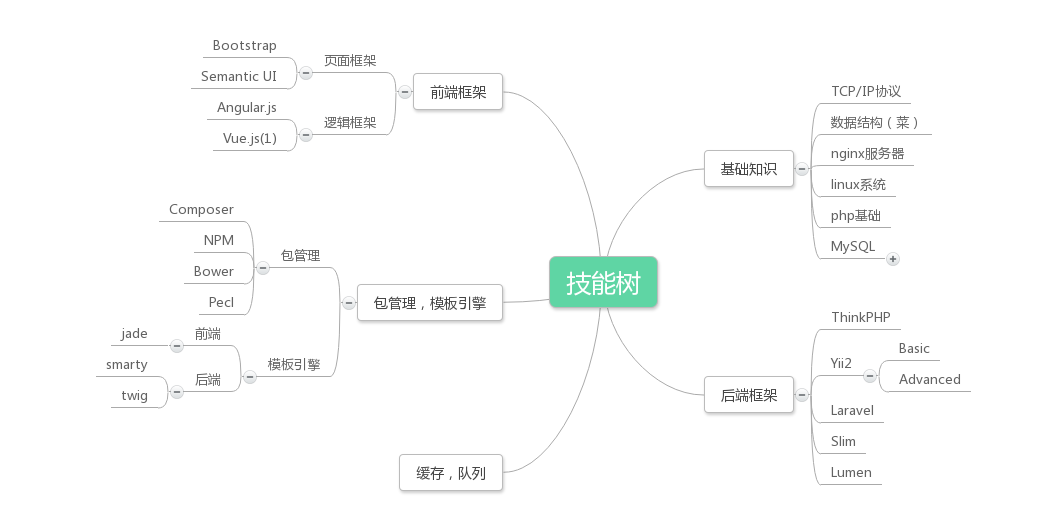 技能树
前端框架
页面框架
Bootstrap
Semantic UI
逻辑框架
Angular.js
Vue.js(1)
包管理，模板引擎
包管理
Composer
NPM
Bower
Pecl
模板引擎
前端
jade
后端
smarty
twig
缓存，队列
基础知识
TCP/IP协议
数据结构（菜）
nginx服务器
linux系统
php基础
MySQL
后端框架
ThinkPHP
Yii2
Basic
Advanced
Laravel
Slim
Lumen